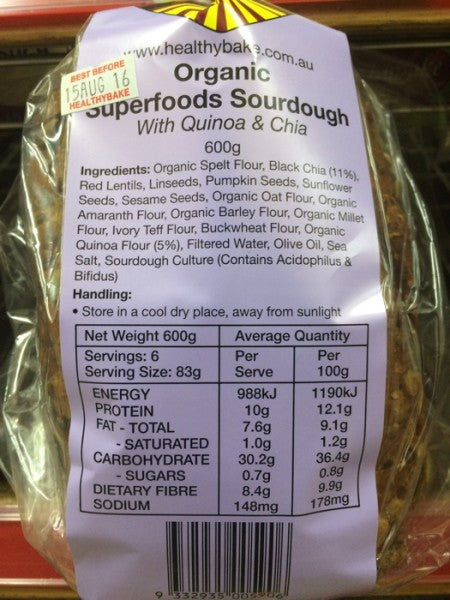 www.healthybake.com.au
BEST BEFORE
15AUG 16
HEALTHYBAKE
Organic
Superfoods Sourdough
With Quinoa & Chia
600g
Ingredients: Organic Spelt Flour, Black Chia (11%),
Red Lentils, Linseeds, Pumpkin Seeds, Sunflower
Seeds, Sesame Seeds, Organic Oat Flour, Organic
Amaranth Flour, Organic Barley Flour, Organic Millet
Flour, Ivory Teff Flour, Buckwheat Flour, Organic
Quinoa Flour (5%), Filtered Water, Olive Oil, Sea
Salt, Sourdough Culture (Contains Acidophilus &
Bifidus)
Handling:
• Store in a cool dry place, away from sunlight
Net Weight 600g Average Quantity
Servings: 6 Per Per
Serving Size: 83g Serve 100g
ENERGY 988kJ 1190kJ
PROTEIN 10g 12.1g
FAT - TOTAL 7.6g 9.1g
- SATURATED 1.0g 1.2g
CARBOHYDRATE 30.2g 36.4g
- SUGARS 0.7g 0.8g
DIETARY FIBRE 8.4g 9.9g
SODIUM 148mg 178mg